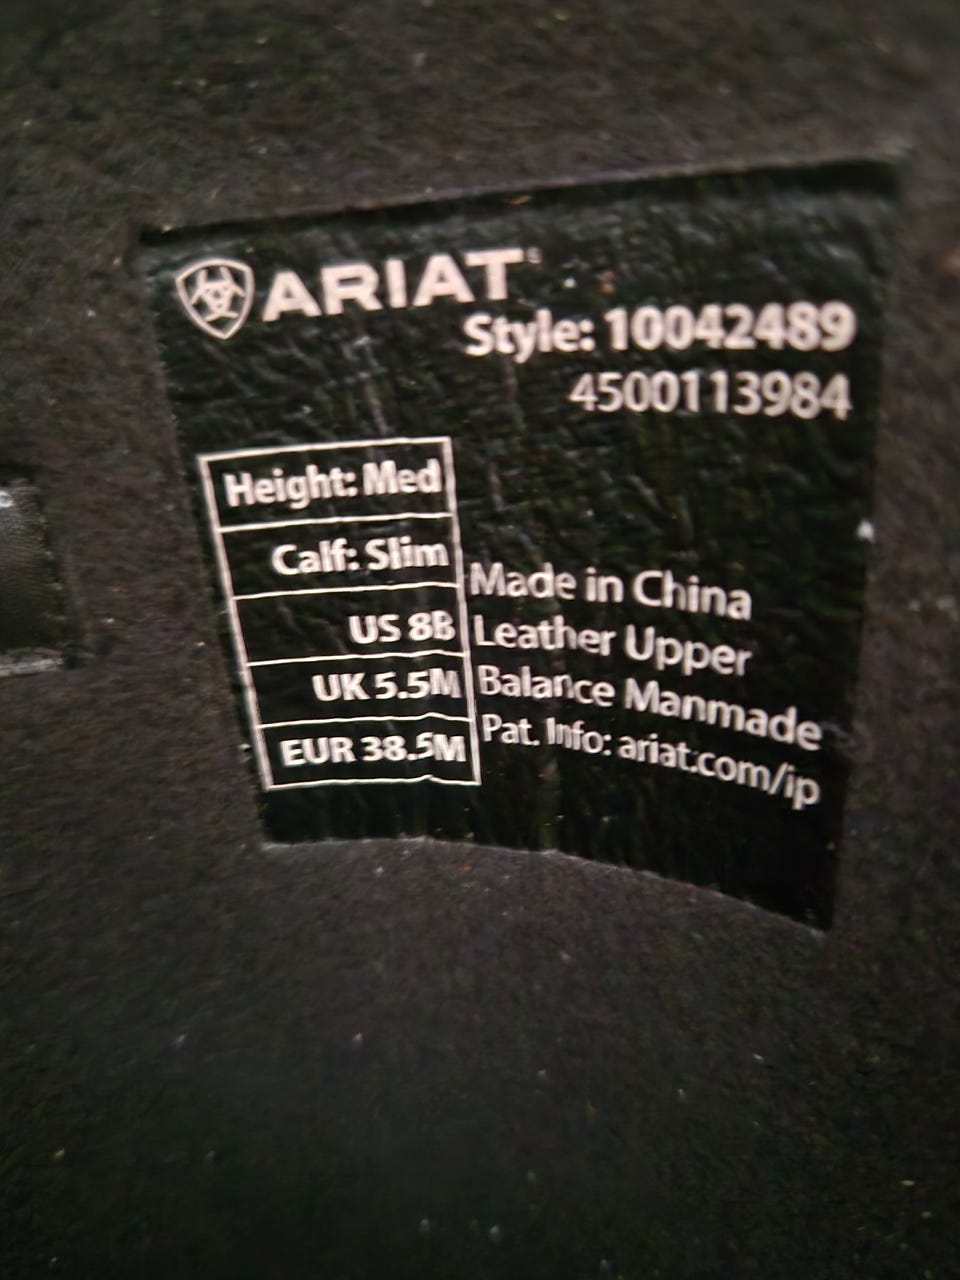 ARIAT
Style: 10042489
4500113984
Height: Med
Calf: Slim
US 8B
UK 5.5M
EUR 38.5M
Made in China
Leather Upper
Balance Manmade
Pat. Info: ariat.com/ip